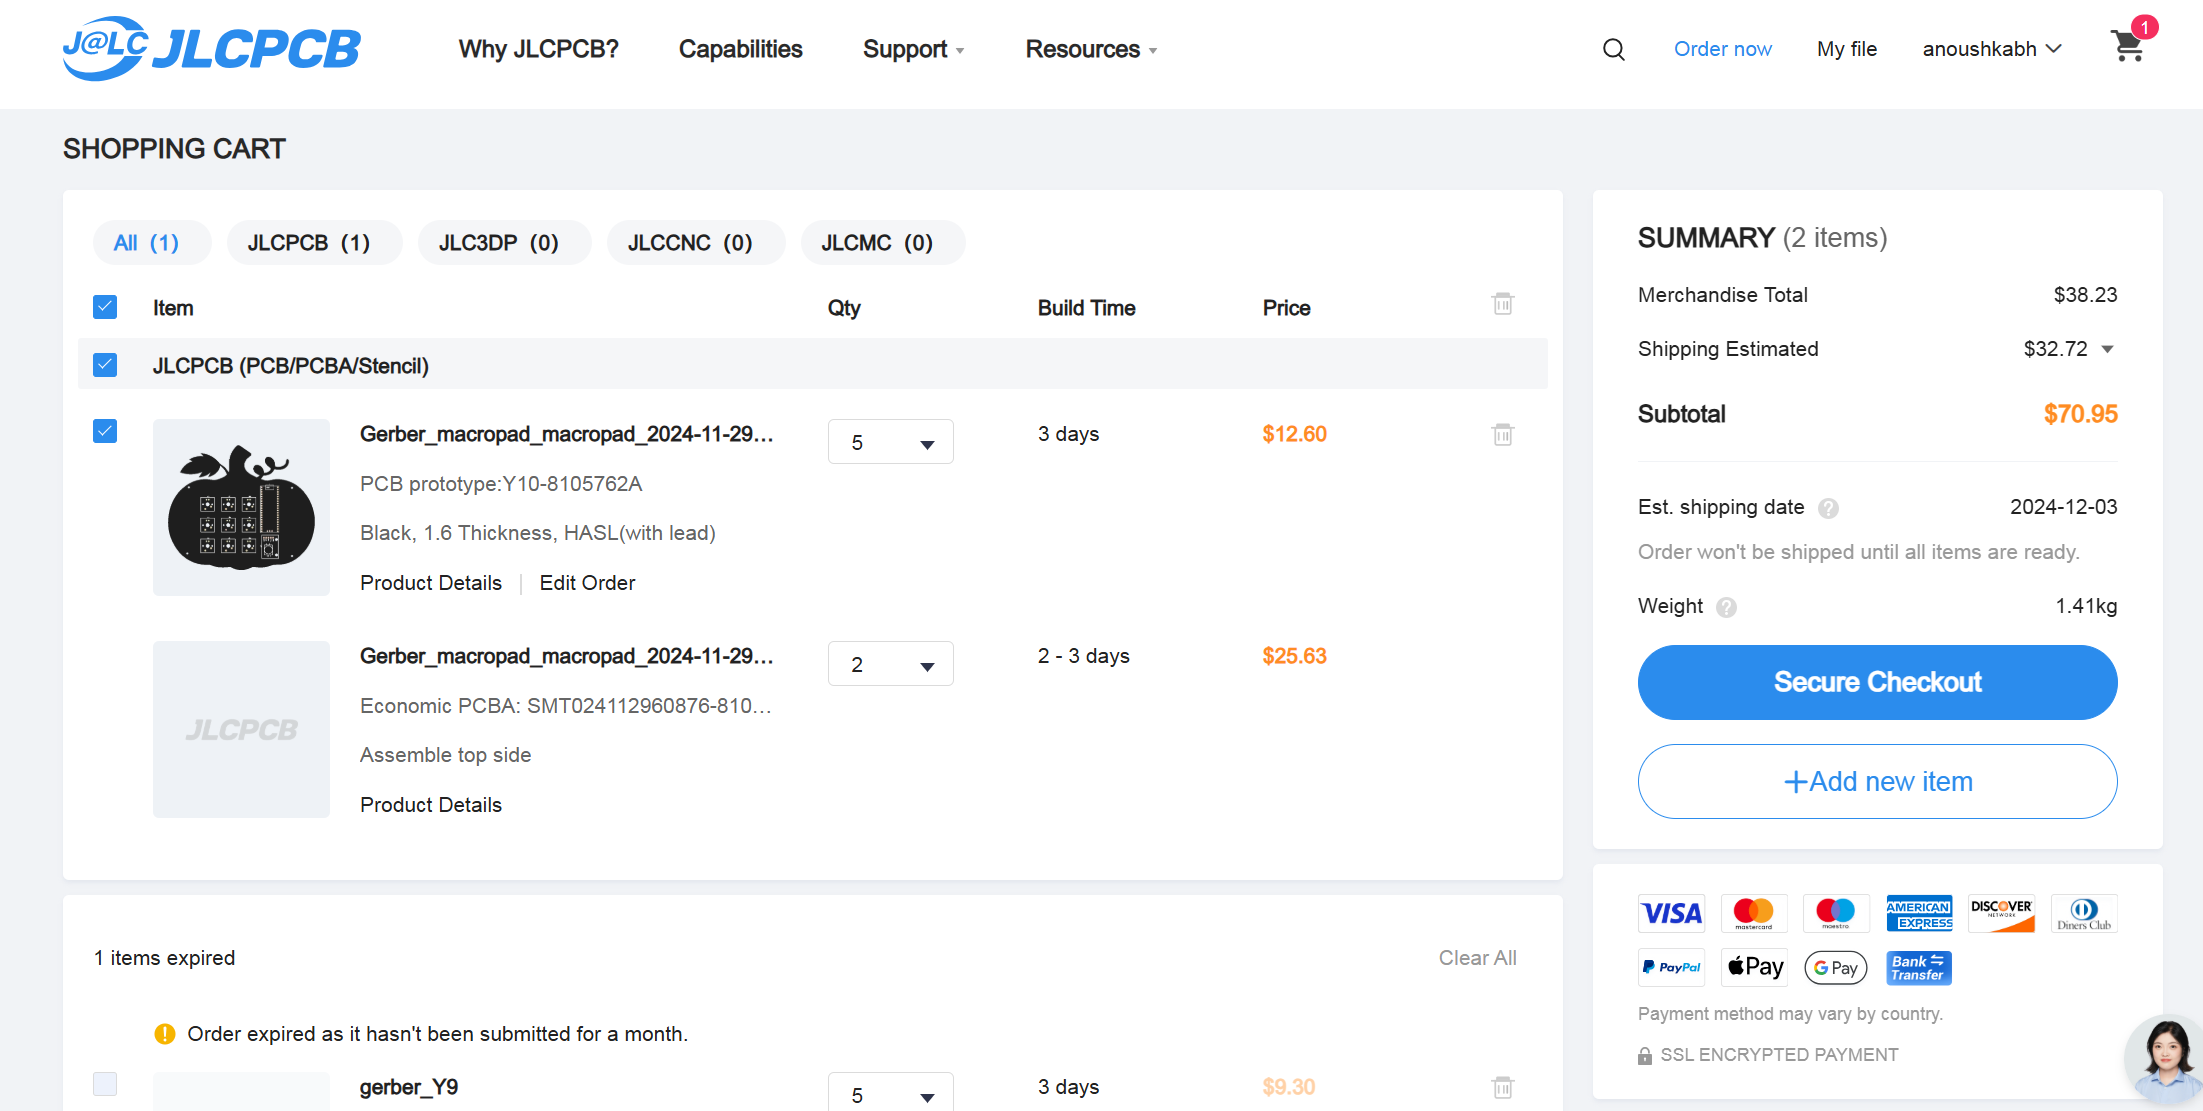 J@LC JLCPCB
Why JLCPCB?
Capabilities
Support
Resources
Order now
My file
anoushkabh
1
SHOPPING CART
All (1)
JLCPCB (1)
JLC3DP (0)
JLCCNC (0)
JLCMC (0)
Item
Qty
Build Time
Price
JLCPCB (PCB/PCBA/Stencil)
Gerber_macropad_macropad_2024-11-29...
5
3 days
$12.60
PCB prototype:Y10-8105762A
Black, 1.6 Thickness, HASL(with lead)
Product Details
Edit Order
Gerber_macropad_macropad_2024-11-29...
2
2 - 3 days
$25.63
JLCPCB
Economic PCBA: SMT024112960876-810...
Assemble top side
Product Details
1 items expired
Clear All
Order expired as it hasn't been submitted for a month.
gerber_Y9
5
3 days
$9.30
SUMMARY (2 items)
Merchandise Total
$38.23
Shipping Estimated
$32.72
Subtotal
$70.95
Est. shipping date ?
2024-12-03
Order won't be shipped until all items are ready.
Weight ?
1.41kg
Secure Checkout
+Add new item
VISA
mastercard
maestro
AMERICAN EXPRESS
DISCOVER NETWORK
Diners Club
PayPal
Pay
G Pay
Bank Transfer
Payment method may vary by country.
SSL ENCRYPTED PAYMENT